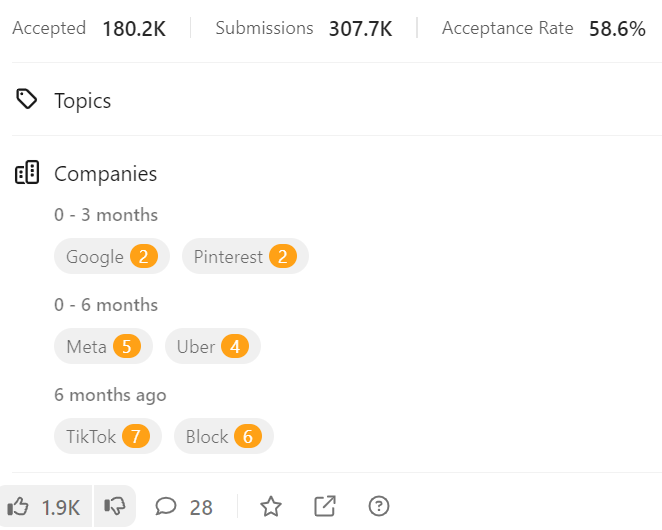 Accepted 180.2K Submissions 307.7K Acceptance Rate 58.6%
Topics
Companies
0 - 3 months
Google 2 Pinterest 2
0 - 6 months
Meta 5 Uber 4
6 months ago
TikTok 7 Block 6
1.9K 28